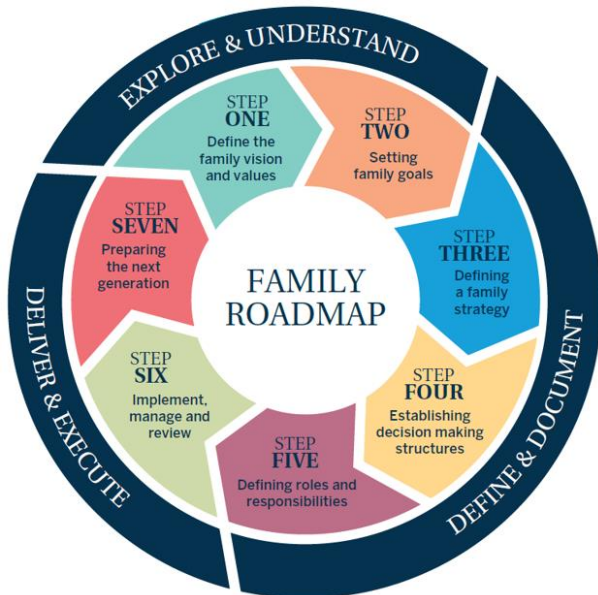 EXPLORE & UNDERSTAND
STEP
ONE
Define the
family vision
and values
STEP
TWO
Setting
family goals
STEP
THREE
Defining
a family
strategy
STEP
FOUR
Establishing
decision making
structures
STEP
FIVE
Defining roles and
responsibilities
STEP
SIX
Implement,
manage and
review
STEP
SEVEN
Preparing
the next
generation
FAMILY
ROADMAP
DEFINE & DOCUMENT
DELIVER & EXECUTE